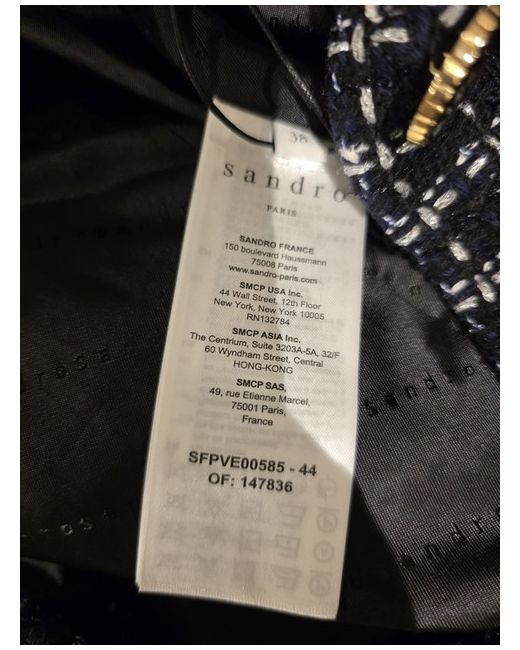 38
sandro
PARIS
SANDRO FRANCE
150 boulevard Haussmann
75008 Paris
www.sandro-paris.com
SMCP USA Inc.
44 Wall Street, 12th Floor
New York, New York 10005
RN132784
SMCP ASIA Inc.
The Centrium, Suite 3203A-5A, 32/F
60 Wyndham Street, Central
HONG-KONG
SMCP SAS,
49, rue Etienne Marcel,
75001 Paris,
France
SFPVE00585 - 44
OF: 147836
sandro